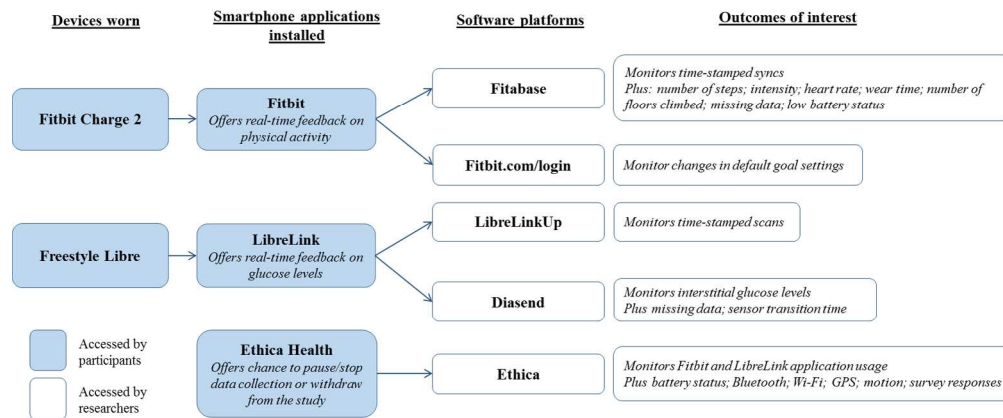 Devices worn
Smartphone applications
installed
Software platforms
Outcomes of interest
Fitbit Charge 2
Fitbit
Offers real-time feedback on
physical activity
Fitabase
Monitors time-stamped syncs
Plus: number of steps; intensity; heart rate; wear time; number of
floors climbed; missing data; low battery status
Fitbit.com/login
Monitor changes in default goal settings
Freestyle Libre
LibreLink
Offers real-time feedback on
glucose levels
LibreLinkUp
Monitors time-stamped scans
Diasend
Monitors interstitial glucose levels
Plus missing data; sensor transition time
Accessed by
participants
Accessed by
researchers
Ethica Health
Offers chance to pause/stop
data collection or withdraw
from the study
Ethica
Monitors Fitbit and LibreLink application usage
Plus battery status; Bluetooth; Wi-Fi; GPS; motion; survey responses